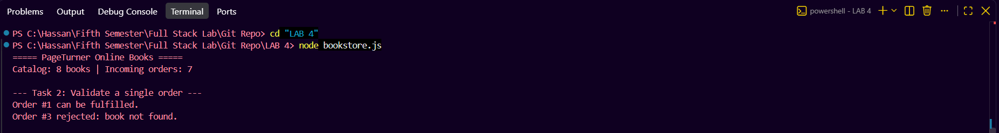 Problems Output Debug Console Terminal Ports powershell - LAB 4
PS C:\Hassan\Fifth Semester\Full Stack Lab\Git Repo> cd "LAB 4"
PS C:\Hassan\Fifth Semester\Full Stack Lab\Git Repo\LAB 4> node bookstore.js
===== PageTurner Online Books =====
Catalog: 8 books | Incoming orders: 7
--- Task 2: Validate a single order ---
Order #1 can be fulfilled.
Order #3 rejected: book not found.